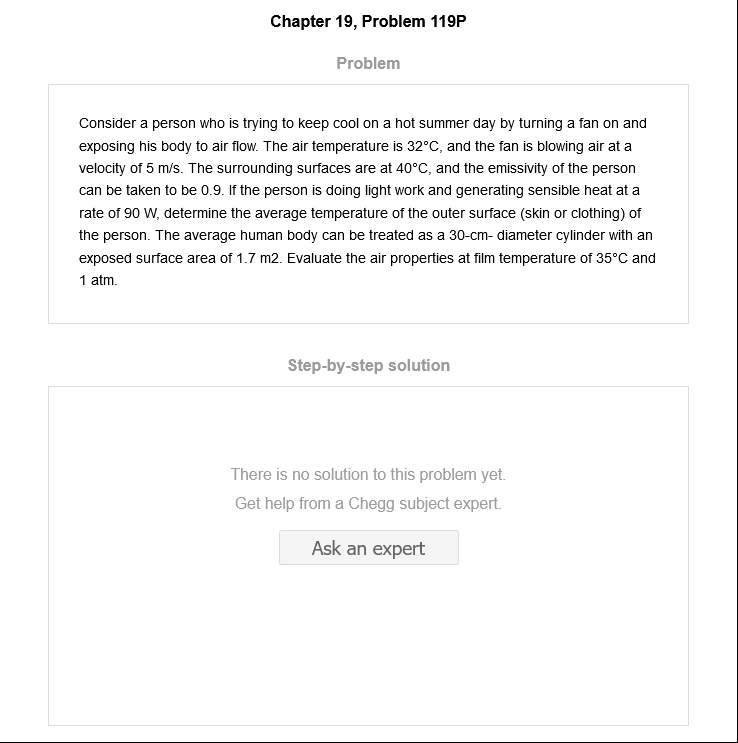 Chapter 19, Problem 119P
Problem
Consider a person who is trying to keep cool on a hot summer day by turning a fan on and
exposing his body to air flow. The air temperature is 32°C, and the fan is blowing air at a
velocity of 5 m/s. The surrounding surfaces are at 40°C, and the emissivity of the person
can be taken to be 0.9. If the person is doing light work and generating sensible heat at a
rate of 90 W, determine the average temperature of the outer surface (skin or clothing) of
the person. The average human body can be treated as a 30-cm- diameter cylinder with an
exposed surface area of 1.7 m2. Evaluate the air properties at film temperature of 35°C and
1 atm.
Step-by-step solution
There is no solution to this problem yet.
Get help from a Chegg subject expert.
Ask an expert